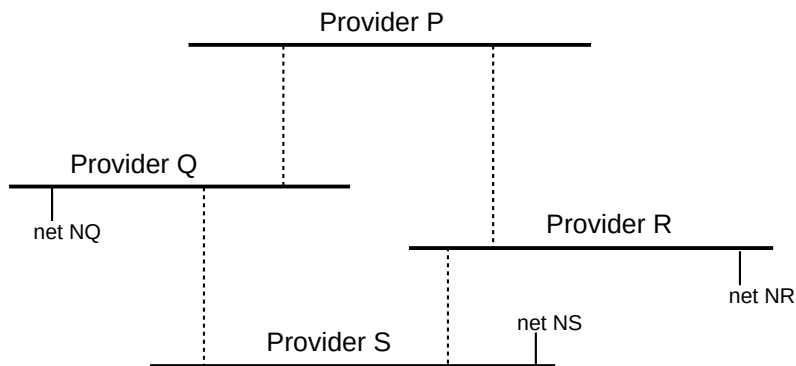 Provider P
Provider Q
net NQ
Provider R
net NR
net NS
Provider S